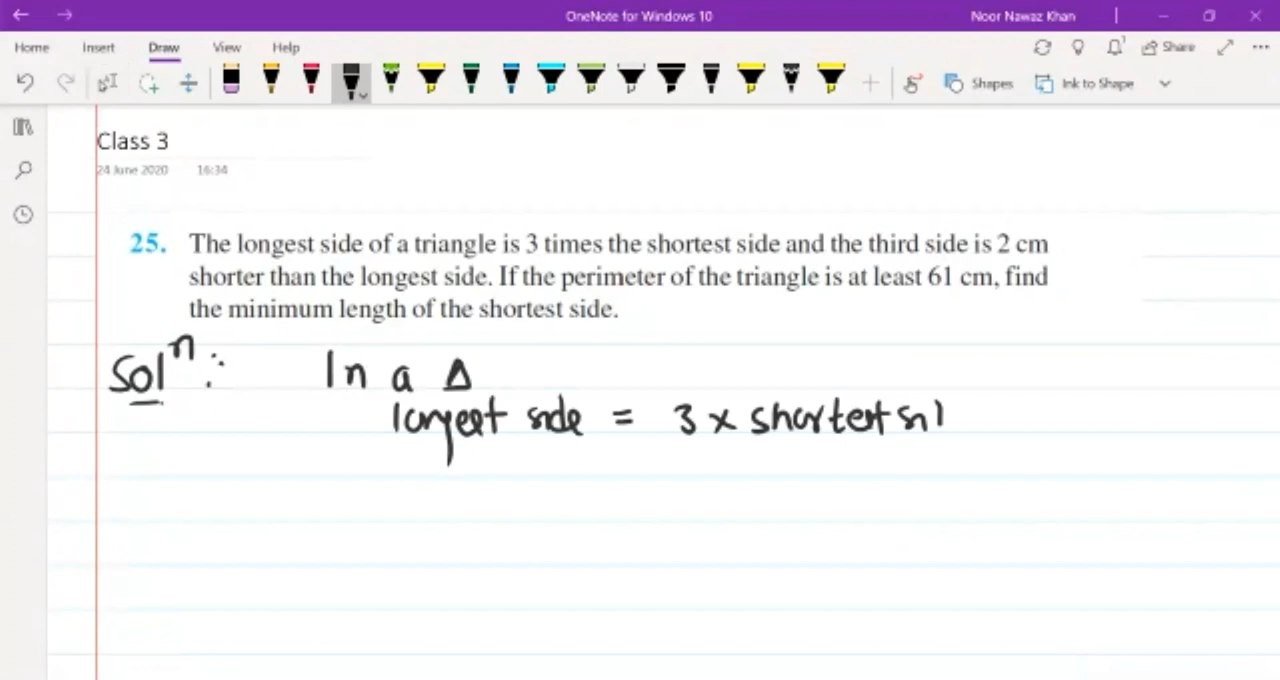 OneNote for Windows 10
Noor Nawaz Khan
Home Insert Draw View Help
Share
Shapes
Ink to Shape
Class 3
24 June 2020 16:34
25. The longest side of a triangle is 3 times the shortest side and the third side is 2 cm
shorter than the longest side. If the perimeter of the triangle is at least 61 cm, find
the minimum length of the shortest side.
Solⁿ: In a Δ
longest side = 3 × shortest